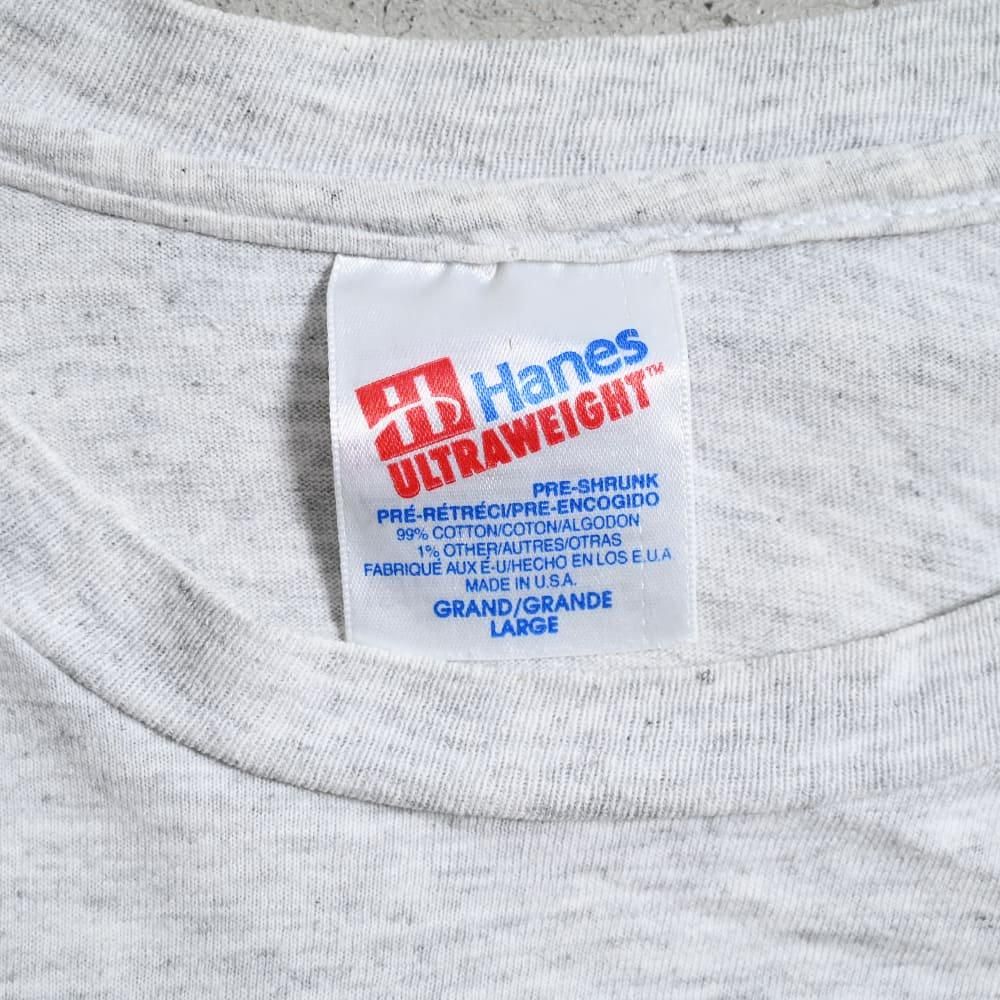 Hanes
ULTRAWEIGHT™
PRE-SHRUNK
PRÉ-RÉTRÉCI/PRE-ENCOGIDO
99% COTTON/COTON/ALGODON
1% OTHER/AUTRES/OTRAS
FABRIQUÉ AUX É-U/HECHO EN LOS E.U.A
MADE IN U.S.A.
GRAND/GRANDE
LARGE